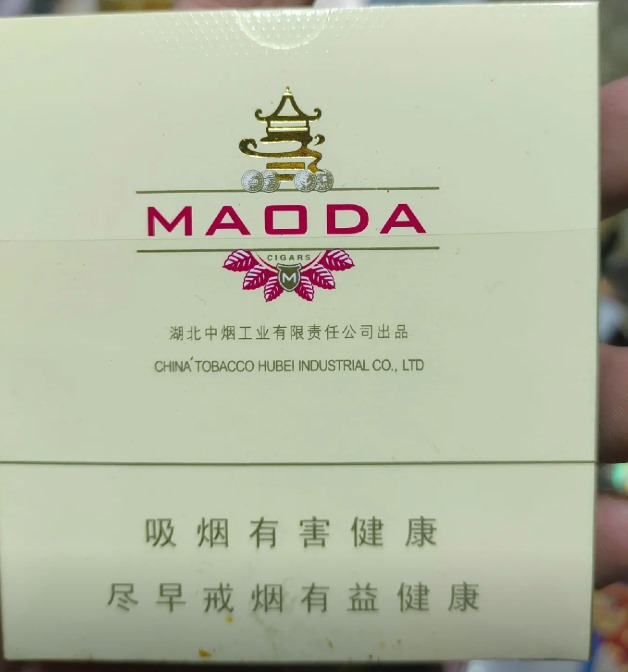 MAODA
CIGARS
M
湖北中烟工业有限责任公司出品
CHINA TOBACCO HUBEI INDUSTRIAL CO., LTD
吸烟有害健康
尽早戒烟有益健康